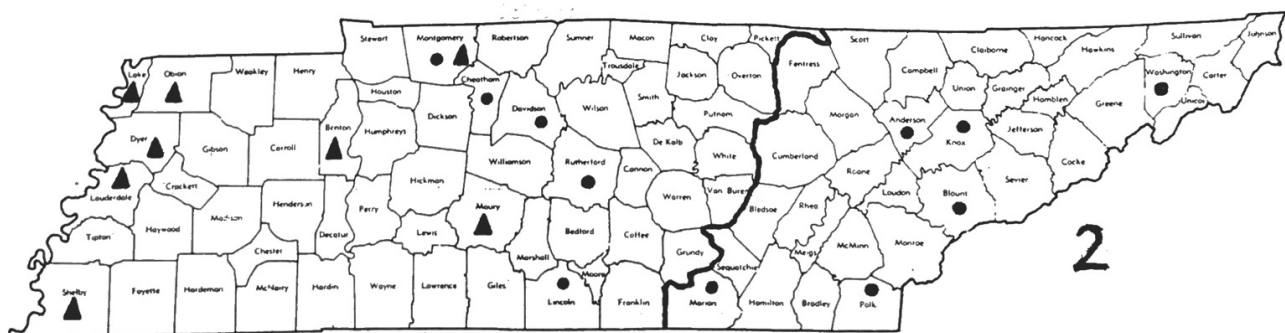 Stewart
Montgomery
Robertson
Sumner
Macon
Clay
Pickett
Scott
Claiborne
Hancock
Hawkins
Sullivan
Johnson
Lake
Obion
Weakley
Henry
Houston
Cheatham
Trousdale
Jackson
Overton
Fentress
Campbell
Union
Grainger
Hamblen
Greene
Washington
Carter
Unicoi
Dyer
Gibson
Carroll
Benton
Humphreys
Dickson
Davidson
Wilson
Smith
Putnam
Morgan
Anderson
Knox
Jefferson
Cocke
Lauderdale
Crockett
Madison
Henderson
Decatur
Perry
Hickman
Williamson
Rutherford
Cannon
De Kalb
White
Van Buren
Cumberland
Roane
Loudon
Blount
Sevier
Tipton
Haywood
Chester
Lewis
Maury
Marshall
Bedford
Coffee
Warren
Grundy
Bledsoe
Rhea
Meigs
McMinn
Monroe
Shelby
Fayette
Hardeman
McNairy
Hardin
Wayne
Lawrence
Giles
Lincoln
Moore
Franklin
Sequatchie
Marion
Hamilton
Bradley
Polk
2